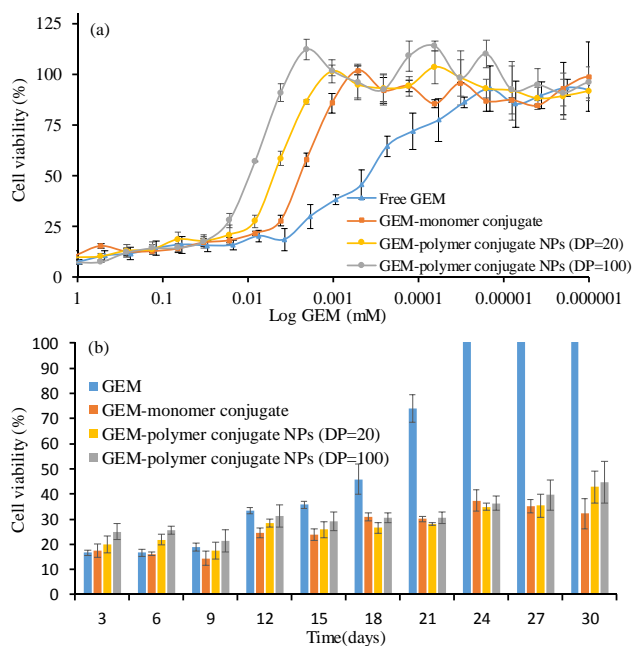 (a)
125
100
75
50
25
0
Cell viability (%)
Free GEM
GEM-monomer conjugate
GEM-polymer conjugate NPs (DP=20)
GEM-polymer conjugate NPs (DP=100)
1 0.1 0.01 0.001 0.0001 0.00001 0.000001
Log GEM (mM)
(b)
100
90
80
70
60
50
40
30
20
10
0
Cell viability (%)
GEM
GEM-monomer conjugate
GEM-polymer conjugate NPs (DP=20)
GEM-polymer conjugate NPs (DP=100)
3 6 9 12 15 18 21 24 27 30
Time(days)